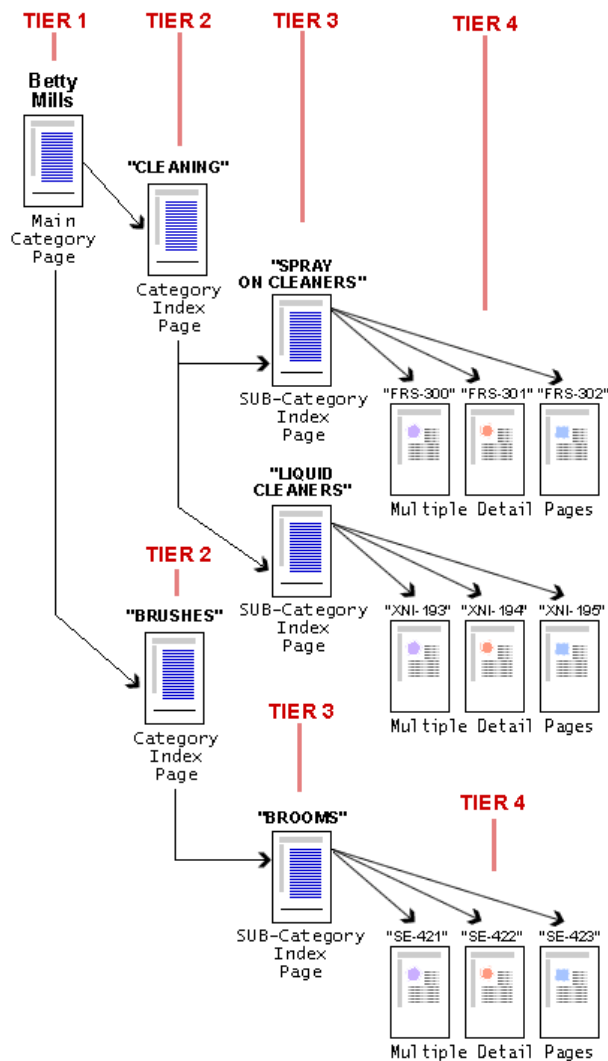 TIER 1
TIER 2
TIER 3
TIER 4
Betty
Mills
Main
Category
Page
"CLEANING"
Category
Index
Page
"SPRAY
ON CLEANERS"
SUB-Category
Index
Page
"FRS-300" "FRS-301" "FRS-302"
Multiple Detail Pages
"LIQUID
CLEANERS"
SUB-Category
Index
Page
"XNI-193" "XNI-194" "XNI-195"
Multiple Detail Pages
TIER 2
"BRUSHES"
Category
Index
Page
TIER 3
"BROOMS"
SUB-Category
Index
Page
TIER 4
"SE-421" "SE-422" "SE-423"
Multiple Detail Pages